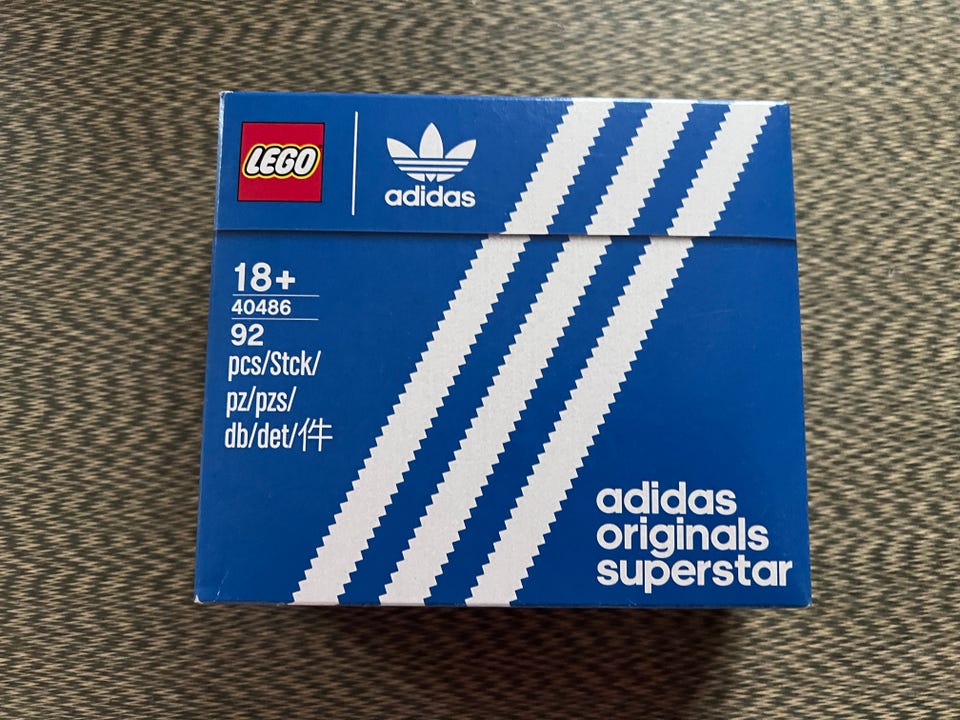 LEGO
adidas
18+
40486
92
pcs/Stck/
pz/pzs/
db/det/件
adidas
originals
superstar